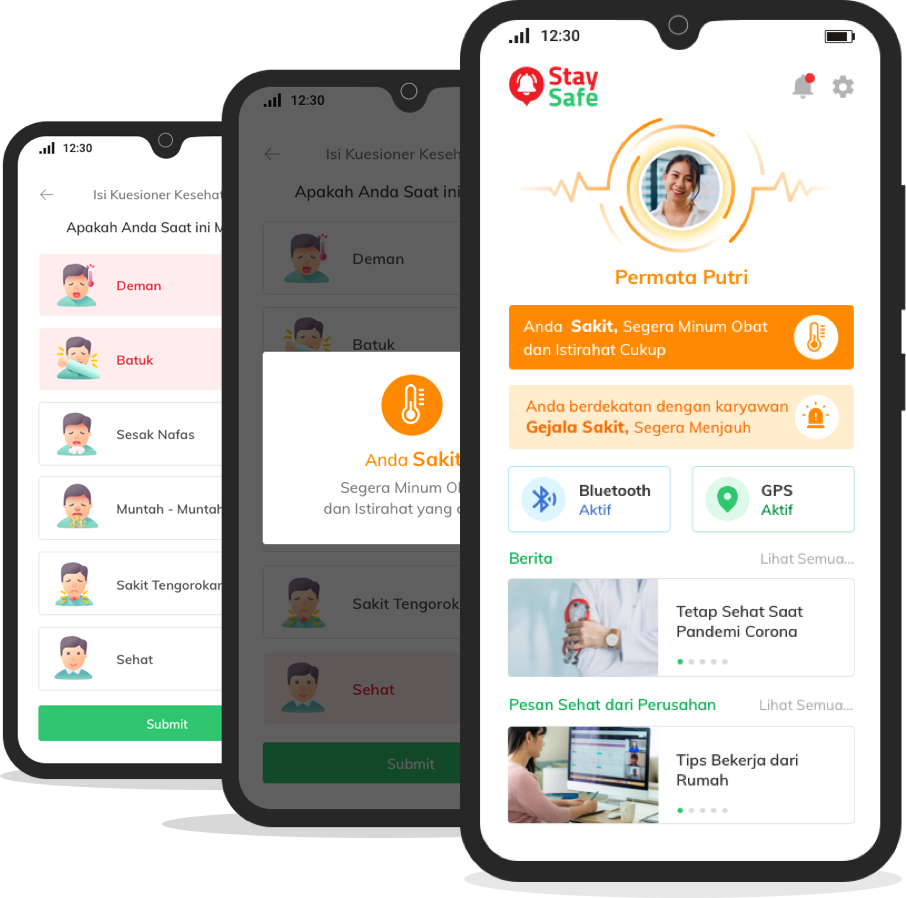 12:30
Isi Kuesioner Kesehat
Apakah Anda Saat ini M
Deman
Batuk
Sesak Nafas
Muntah - Muntah
Sakit Tengorokan
Sehat
Submit
12:30
Isi Kuesioner Keseh
Apakah Anda Saat ini
Deman
Batuk
Anda Sakit
Segera Minum Ob
dan Istirahat yang
Sakit Tengorok
Sehat
Submit
12:30
Stay
Safe
Permata Putri
Anda Sakit, Segera Minum Obat
dan Istirahat Cukup
Anda berdekatan dengan karyawan
Gejala Sakit, Segera Menjauh
Bluetooth
Aktif
GPS
Aktif
Berita
Lihat Semua...
Tetap Sehat Saat
Pandemi Corona
Pesan Sehat dari Perusahan
Lihat Semua...
Tips Bekerja dari
Rumah